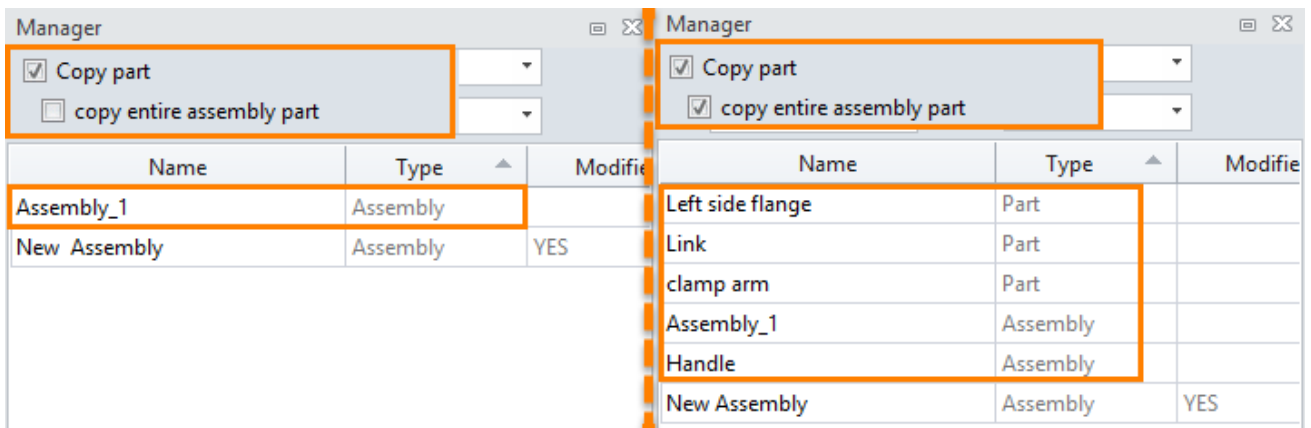 Manager
Copy part
copy entire assembly part
Name Type Modifie
Assembly_1 Assembly
New Assembly Assembly YES
Manager
Copy part
copy entire assembly part
Name Type Modifie
Left side flange Part
Link Part
clamp arm Part
Assembly_1 Assembly
Handle Assembly
New Assembly Assembly YES